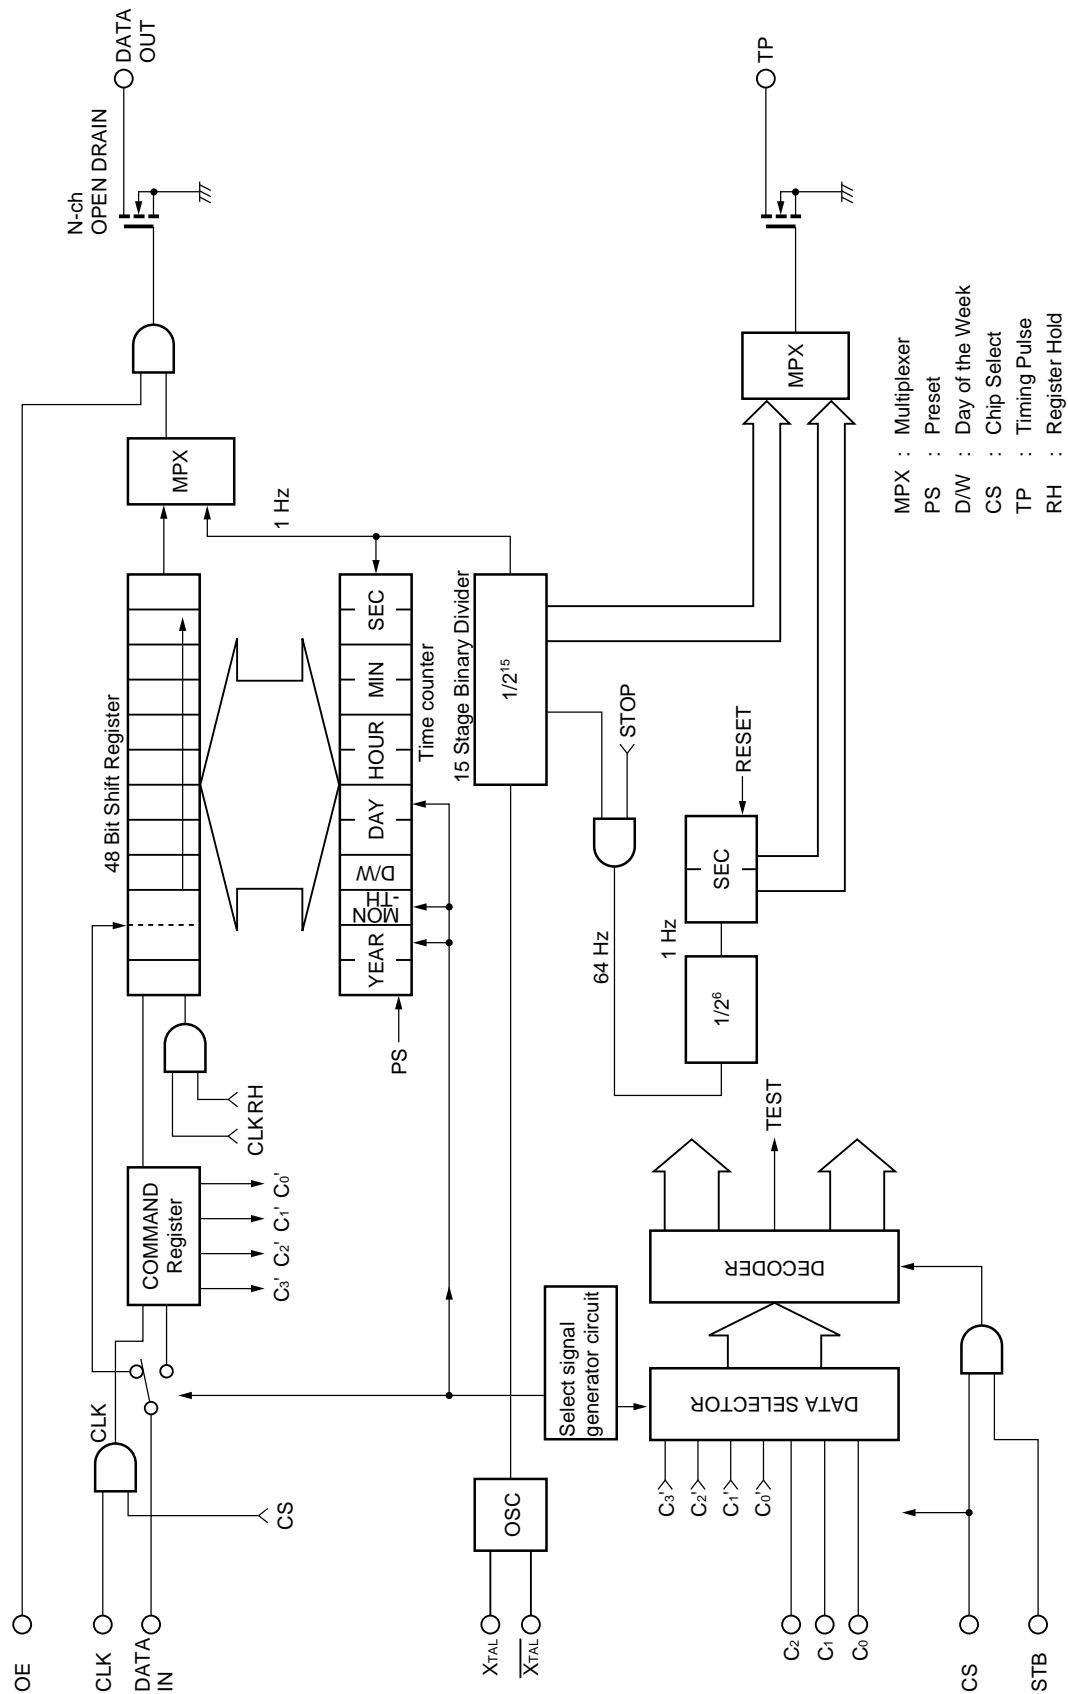 OE
CLK
DATA
IN
CLK
CS
COMMAND
Register
C3' C2' C1' C0'
CLK RH
48 Bit Shift Register
MPX
N-ch
OPEN DRAIN
DATA
OUT
PS
YEAR
MON
-TH
D/W
DAY
HOUR
MIN
SEC
Time counter
1 Hz
XTAL
XTAL
OSC
15 Stage Binary Divider
1/2¹⁵
Select signal
generator circuit
64 Hz
STOP
1/2⁶
1 Hz
SEC
RESET
C3'
C2'
C1'
C0'
C2
C1
C0
DATA SELECTOR
DECODER
TEST
CS
STB
MPX
TP
MPX : Multiplexer
PS : Preset
D/W : Day of the Week
CS : Chip Select
TP : Timing Pulse
RH : Register Hold